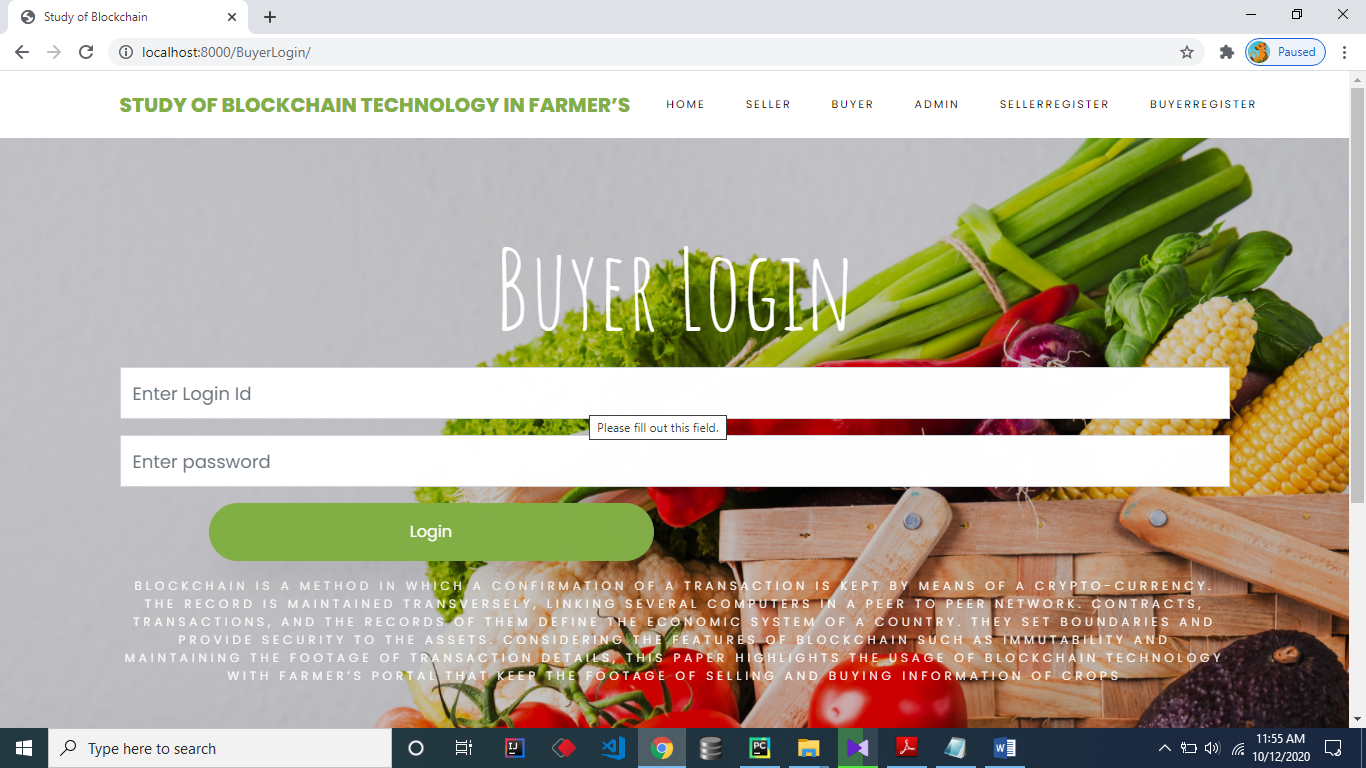 Study of Blockchain
localhost:8000/BuyerLogin/
Paused
STUDY OF BLOCKCHAIN TECHNOLOGY IN FARMER'S
HOME SELLER BUYER ADMIN SELLERREGISTER BUYERREGISTER
Buyer Login
Enter Login Id
Please fill out this field.
Enter password
Login
BLOCKCHAIN IS A METHOD IN WHICH A CONFIRMATION OF A TRANSACTION IS KEPT BY MEANS OF A CRYPTO-CURRENCY.
THE RECORD IS MAINTAINED TRANSVERSELY, LINKING SEVERAL COMPUTERS IN A PEER TO PEER NETWORK. CONTRACTS,
TRANSACTIONS, AND THE RECORDS OF THEM DEFINE THE ECONOMIC SYSTEM OF A COUNTRY. THEY SET BOUNDARIES AND
PROVIDE SECURITY TO THE ASSETS. CONSIDERING THE FEATURES OF BLOCKCHAIN SUCH AS IMMUTABILITY AND
MAINTAINING THE FOOTAGE OF TRANSACTION DETAILS, THIS PAPER HIGHLIGHTS THE USAGE OF BLOCKCHAIN TECHNOLOGY
WITH FARMER'S PORTAL THAT KEEP THE FOOTAGE OF SELLING AND BUYING INFORMATION OF CROPS
Type here to search
IJ
PC
W
11:55 AM
10/12/2020